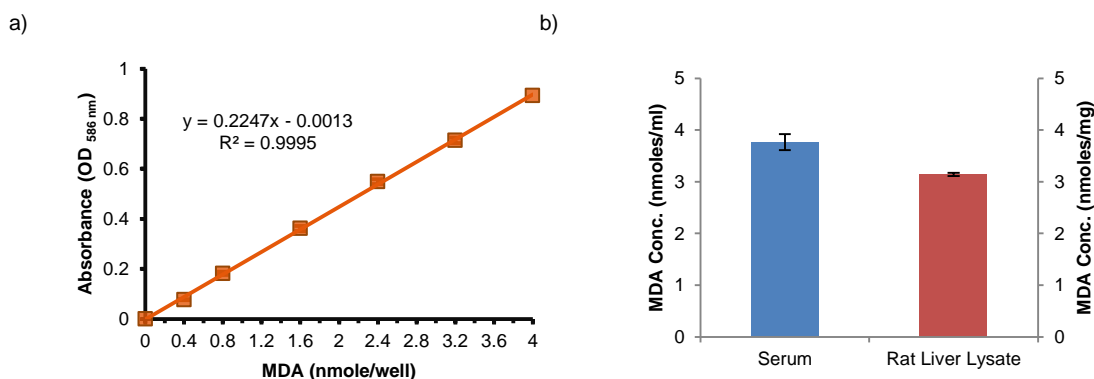 a)
1
0.8
0.6
0.4
0.2
0
y = 0.2247x - 0.0013
R² = 0.9995
Absorbance (OD 586 nm)
0 0.4 0.8 1.2 1.6 2 2.4 2.8 3.2 3.6 4
MDA (nmole/well)
b)
5
4
3
2
1
0
MDA Conc. (nmoles/ml)
Serum Rat Liver Lysate
5
4
3
2
1
0
MDA Conc. (nmoles/mg)